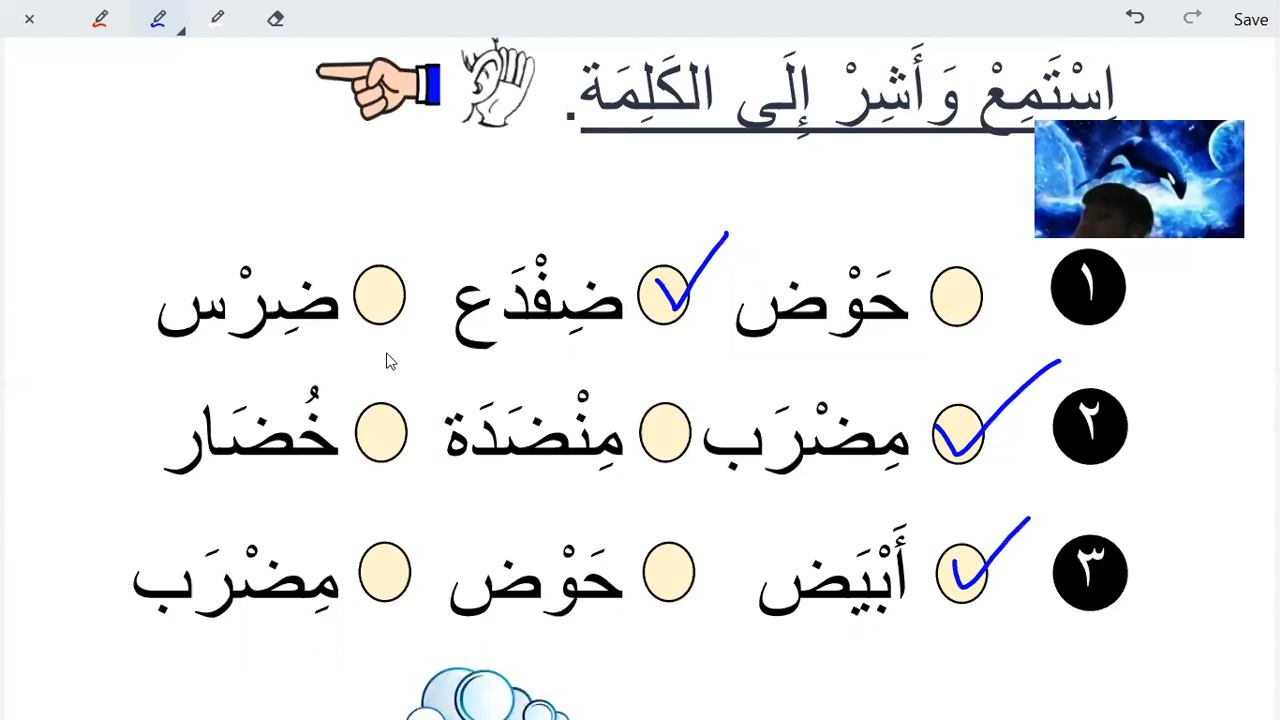 Save
اِسْتَمِعْ وَأَشِرْ إِلَى الكَلِمَة.
١ حَوْض ضِفْدَع ضِرْس
٢ مِضْرَب مِنْضَدَة خُضَار
٣ أَبْيَض حَوْض مِضْرَب